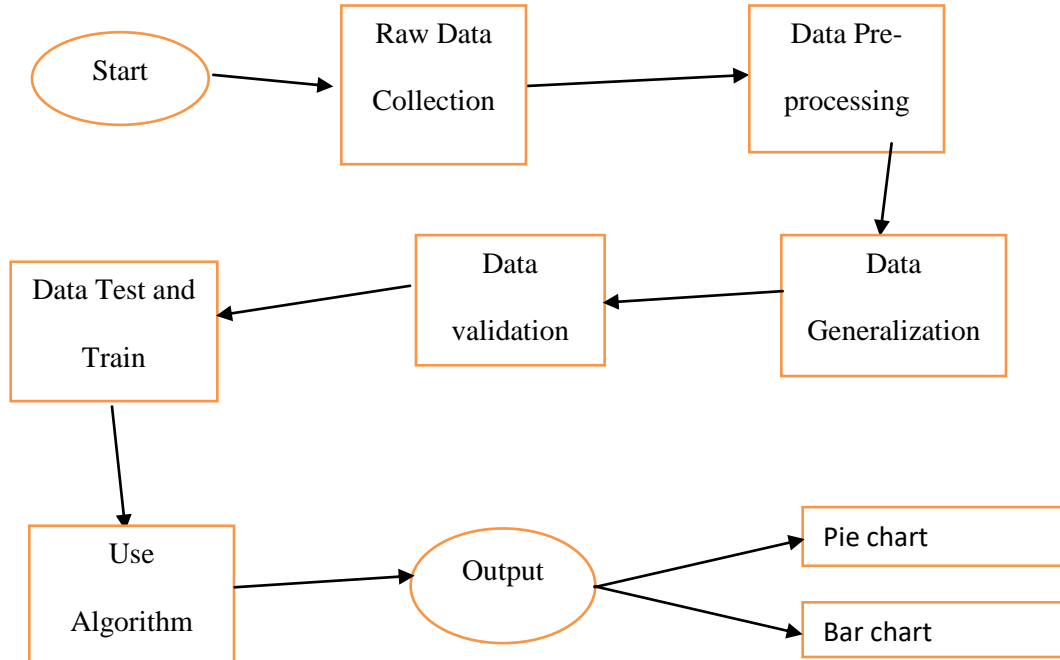 Start
Raw Data
Collection
Data Pre-
processing
Data
Generalization
Data
validation
Data Test and
Train
Use
Algorithm
Output
Pie chart
Bar chart